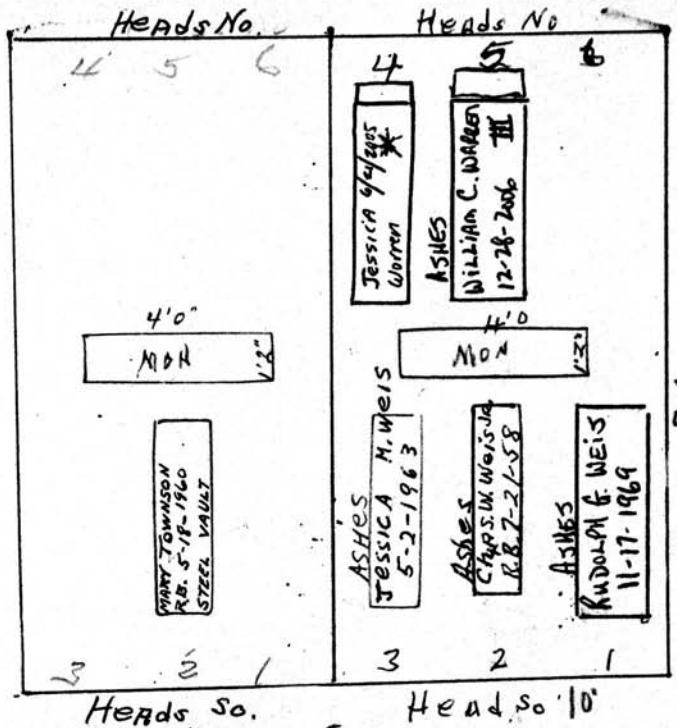 Heads No.
4 5 6
4'0"
MON
1'2"
MARY TOWNSON
R.B. 5-18-1960
STEEL VAULT
3 2 1
Heads So.
Heads No
4 5 6
Jessica 6/4/2005
Warren
ASHES
William C. Warren III
12-28-2006
4'0
MON
1'2"
ASHES
Jessica M. Weis
5-2-1963
Ashes
Chas. W. Weis Jr.
R.B. 7-21-58
ASHES
Rudolph G. Weis
11-17-1969
3 2 1
Head So 10'